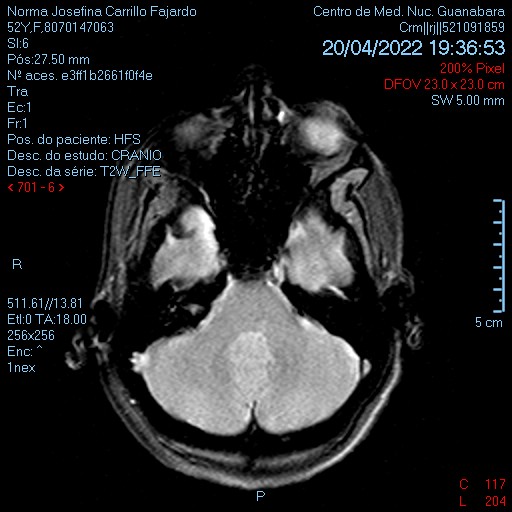 Norma Josefina Carrillo Fajardo
52Y,F,8070147063
Sl:6
Pós:27.50 mm
Nº aces. e3ff1b2661f0f4e
Tra
Ec:1
Fr:1
Pos. do paciente: HFS
Desc. do estudo: CRANIO
Desc. da série: T2W_FFE
< 701 - 6 >
Centro de Med. Nuc. Guanabara
Crm||rj||521091859
20/04/2022 19:36:53
200% Pixel
DFOV 23.0 x 23.0 cm
SW 5.00 mm
R
5 cm
511.61//13.81
Etl:0 TA:18.00
256x256
Enc: ^
1nex
P
C 117
L 204